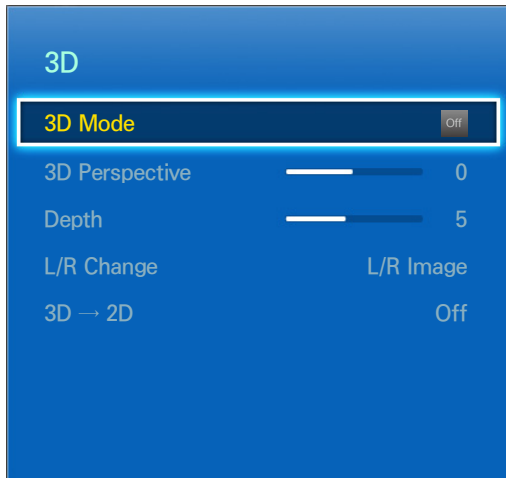 3D
3D Mode Off
3D Perspective 0
Depth 5
L/R Change L/R Image
3D → 2D Off